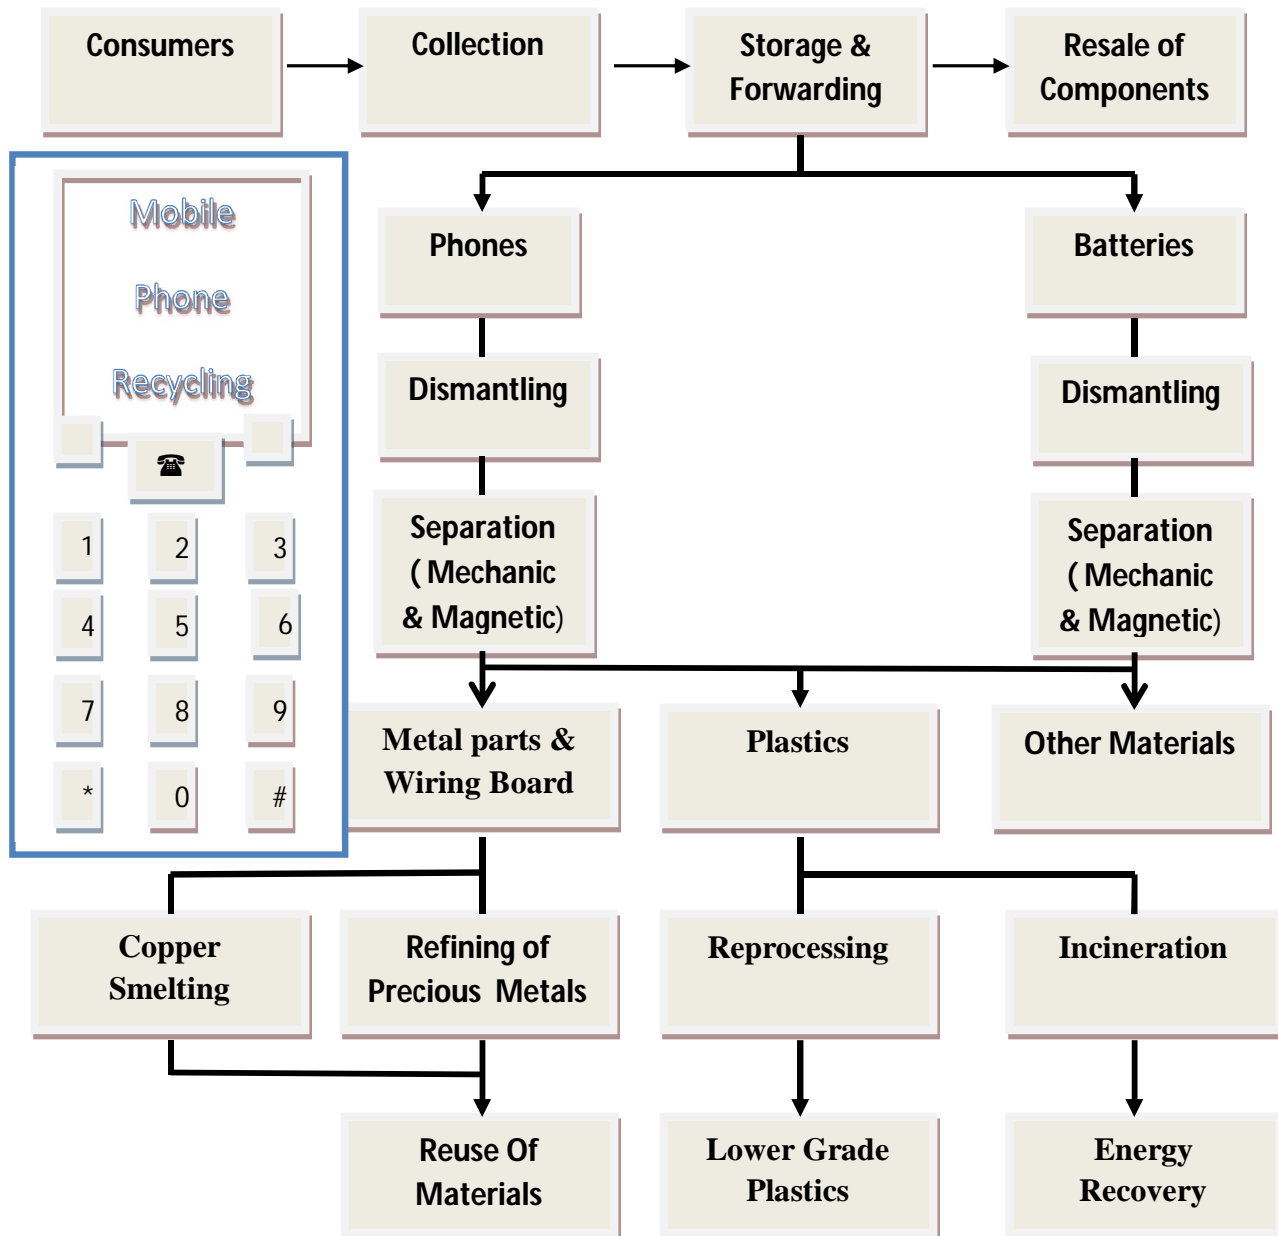 Consumers
Collection
Storage &
Forwarding
Resale of
Components
Mobile
Phone
Recycling
☎
1
2
3
4
5
6
7
8
9
*
0
#
Phones
Batteries
Dismantling
Dismantling
Separation
( Mechanic
& Magnetic)
Separation
( Mechanic
& Magnetic)
Metal parts &
Wiring Board
Plastics
Other Materials
Copper
Smelting
Refining of
Precious Metals
Reprocessing
Incineration
Reuse Of
Materials
Lower Grade
Plastics
Energy
Recovery